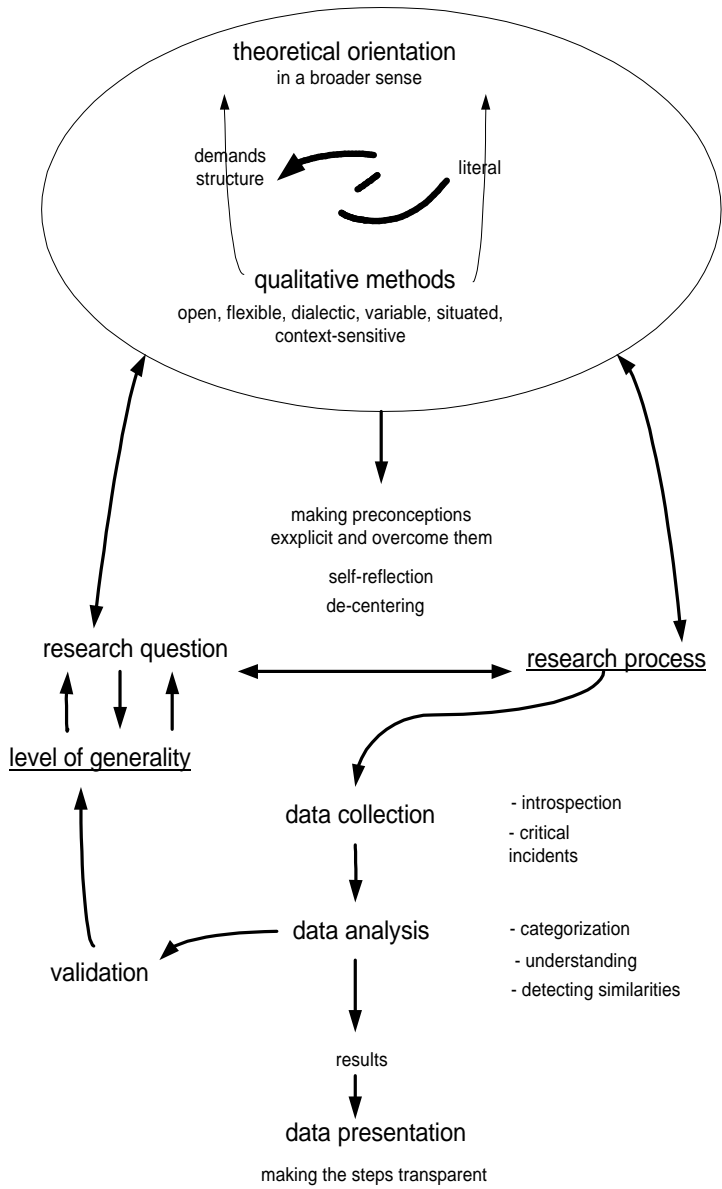 theoretical orientation
in a broader sense
demands
structure
literal
qualitative methods
open, flexible, dialectic, variable, situated,
context-sensitive
making preconceptions
exxplicit and overcome them
self-reflection
de-centering
research question
research process
level of generality
data collection
- introspection
- critical
incidents
data analysis
- categorization
- understanding
- detecting similarities
validation
results
data presentation
making the steps transparent